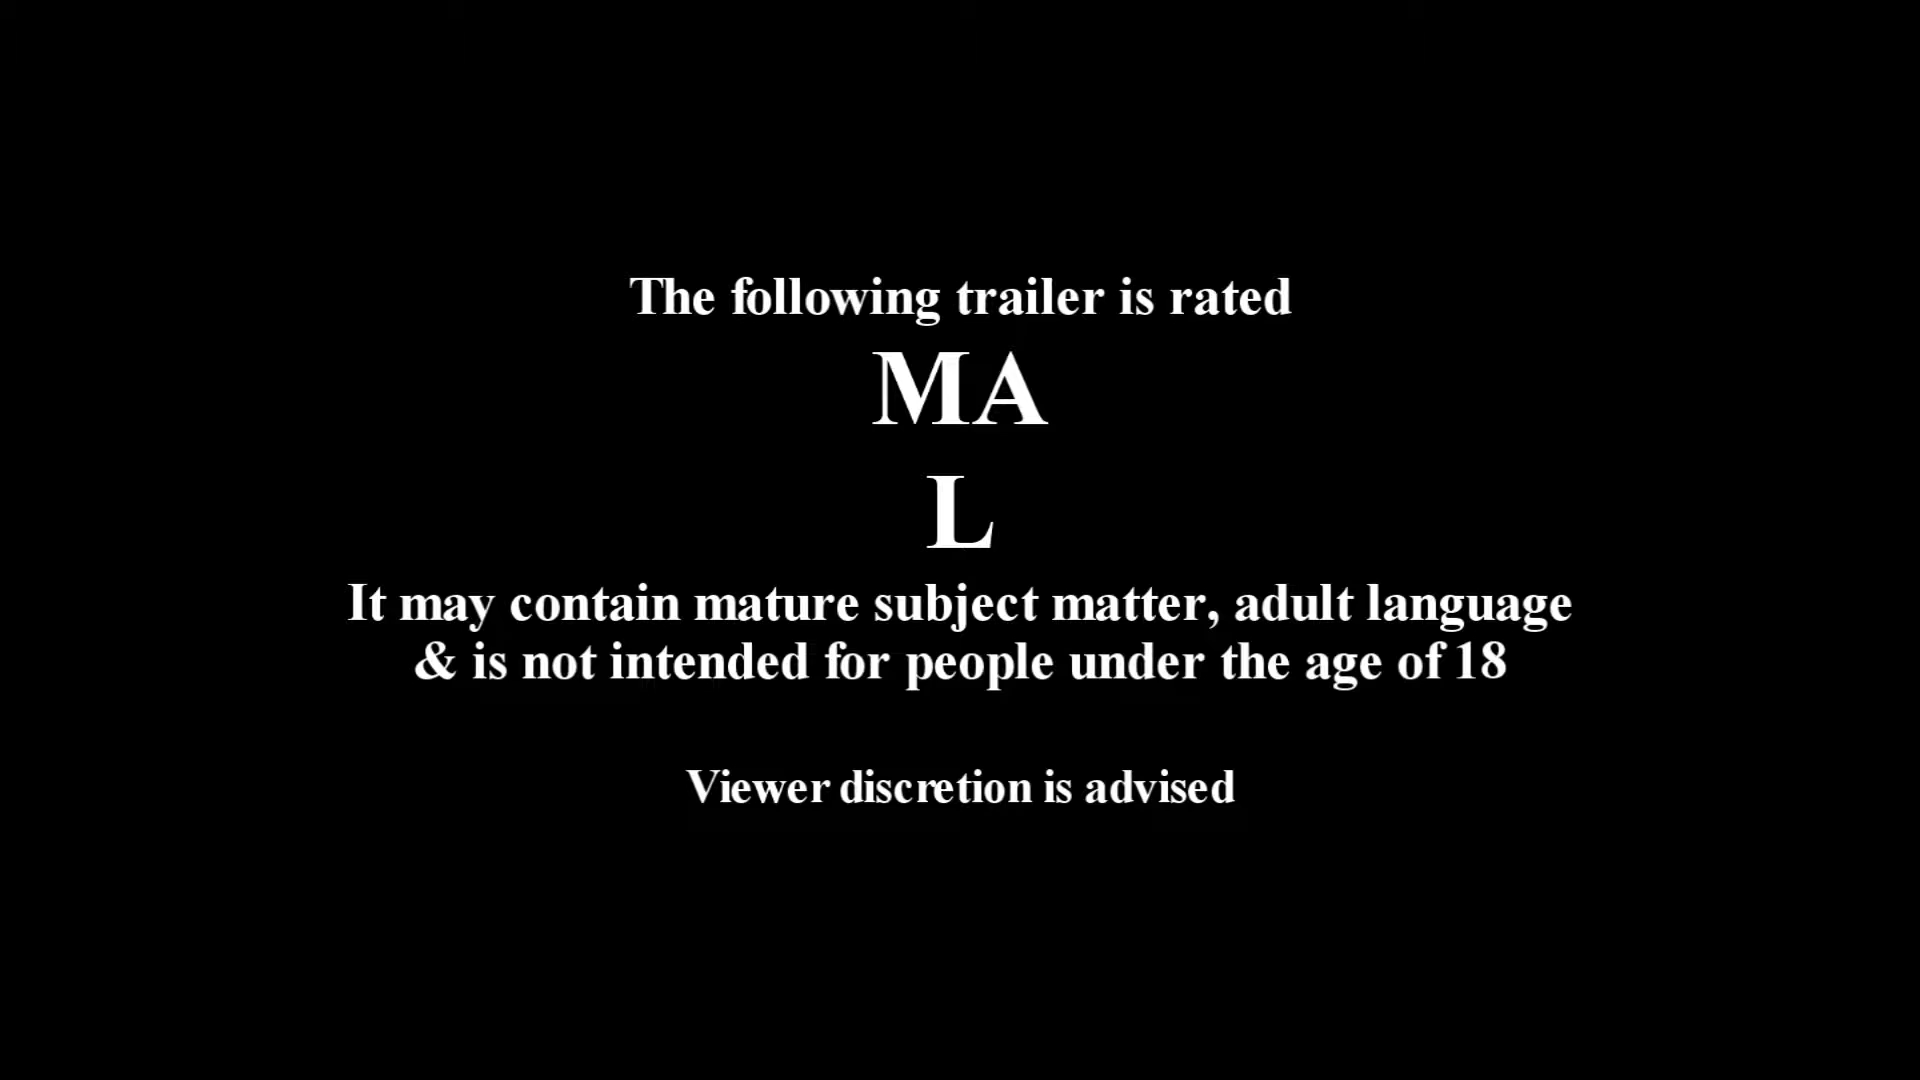 The following trailer is rated
MA
L
It may contain mature subject matter, adult language
& is not intended for people under the age of 18
Viewer discretion is advised